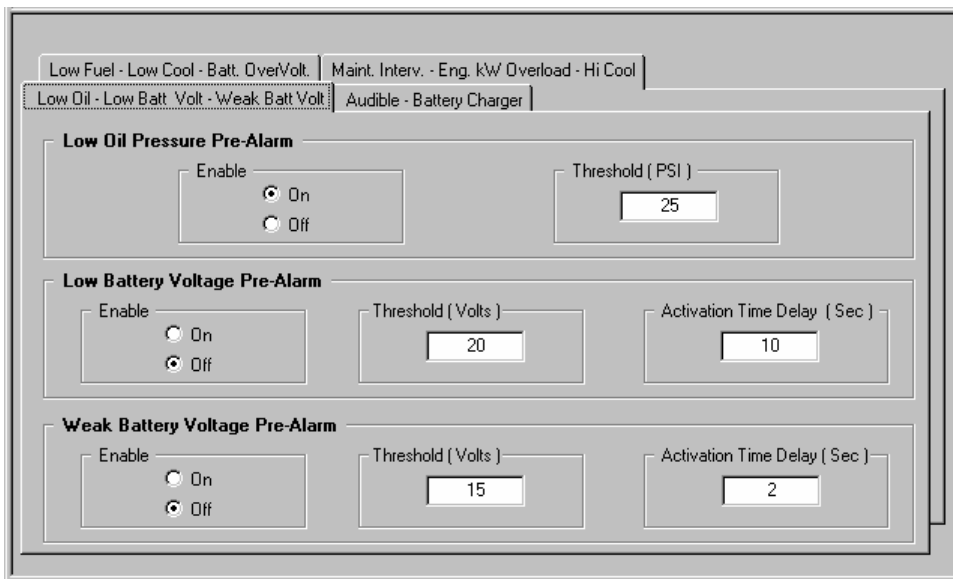 Low Fuel - Low Cool - Batt. OverVolt.
Maint. Interv. - Eng. kW Overload - Hi Cool
Low Oil - Low Batt Volt - Weak Batt Volt
Audible - Battery Charger
Low Oil Pressure Pre-Alarm
Enable
On
Off
Threshold ( PSI )
25
Low Battery Voltage Pre-Alarm
Enable
On
Off
Threshold ( Volts )
20
Activation Time Delay ( Sec )
10
Weak Battery Voltage Pre-Alarm
Enable
On
Off
Threshold ( Volts )
15
Activation Time Delay ( Sec )
2